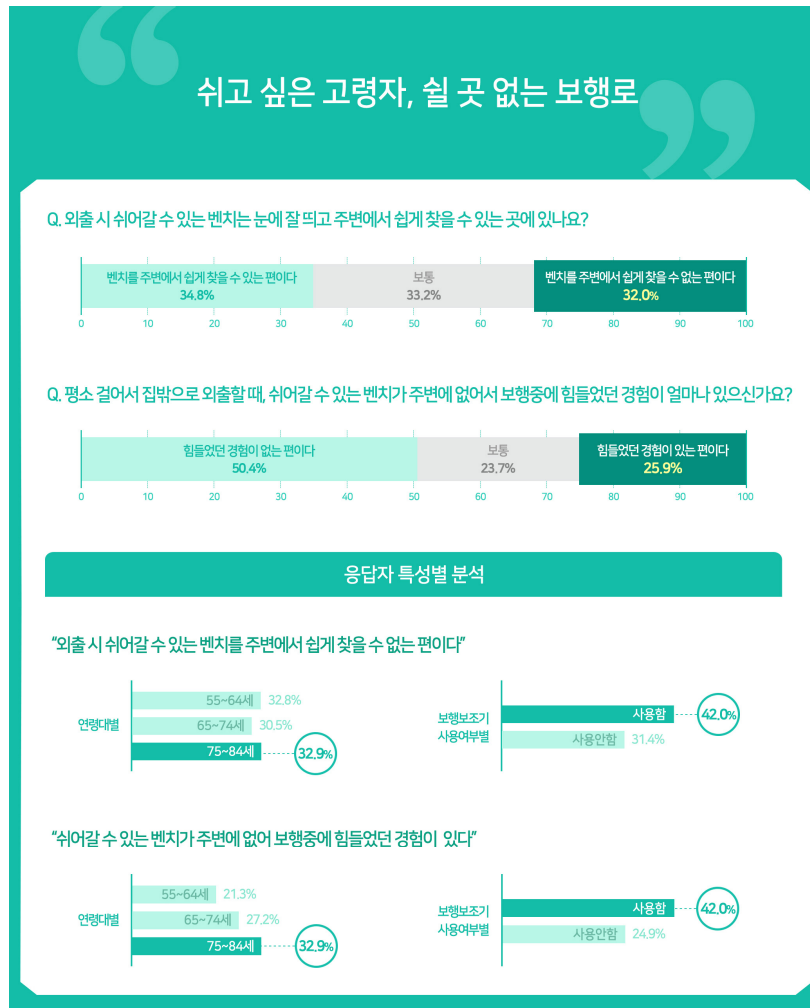 쉬고 싶은 고령자, 쉴 곳 없는 보행로
Q. 외출 시 쉬어갈 수 있는 벤치는 눈에 잘 띄고 주변에서 쉽게 찾을 수 있는 곳에 있나요?
벤치를 주변에서 쉽게 찾을 수 있는 편이다
34.8%
보통
33.2%
벤치를 주변에서 쉽게 찾을 수 없는 편이다
32.0%
0 10 20 30 40 50 60 70 80 90 100
Q. 평소 걸어서 집밖으로 외출할 때, 쉬어갈 수 있는 벤치가 주변에 없어서 보행중에 힘들었던 경험이 얼마나 있으신가요?
힘들었던 경험이 없는 편이다
50.4%
보통
23.7%
힘들었던 경험이 있는 편이다
25.9%
0 10 20 30 40 50 60 70 80 90 100
응답자 특성별 분석
“외출 시 쉬어갈 수 있는 벤치를 주변에서 쉽게 찾을 수 없는 편이다”
연령대별
55~64세 32.8%
65~74세 30.5%
75~84세 32.9%
보행보조기
사용여부별
사용함 42.0%
사용안함 31.4%
“쉬어갈 수 있는 벤치가 주변에 없어 보행중에 힘들었던 경험이 있다”
연령대별
55~64세 21.3%
65~74세 27.2%
75~84세 32.9%
보행보조기
사용여부별
사용함 42.0%
사용안함 24.9%